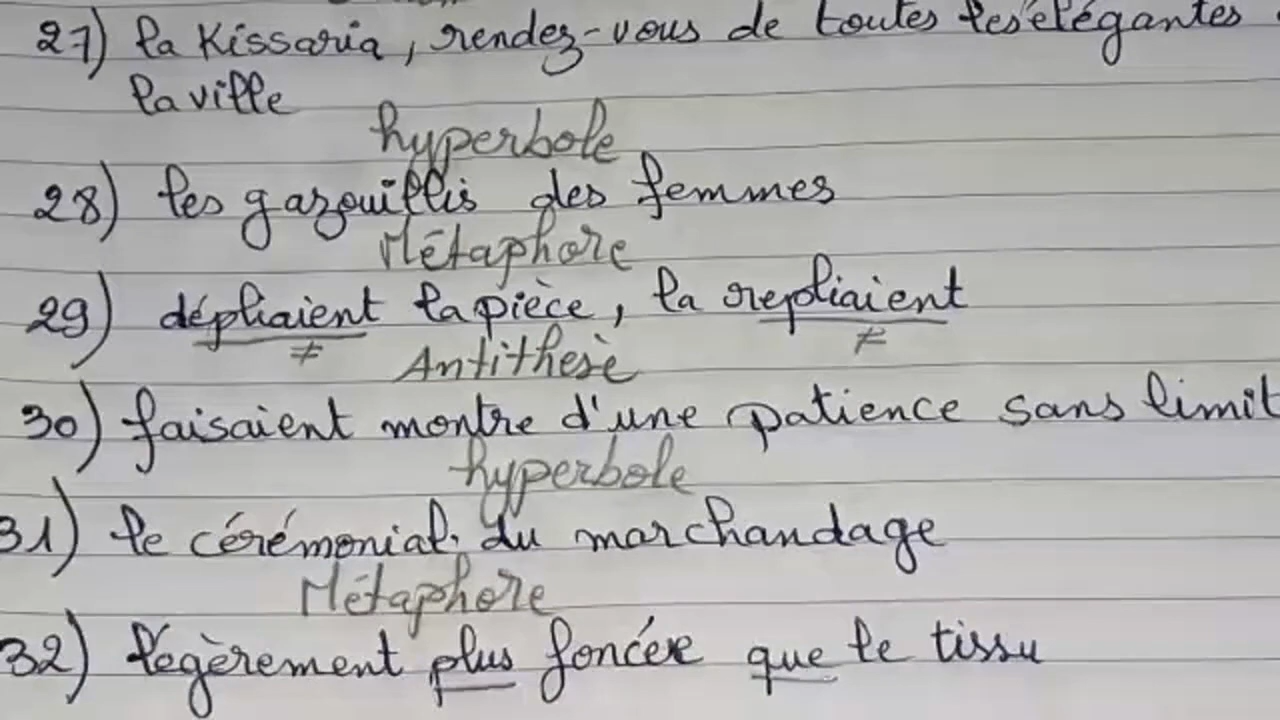 27) la Kissaria, rendez-vous de toutes les élégantes
la ville
hyperbole
28) les gazouillis des femmes
Métaphore
29) dépliaient la pièce, la repliaient
≠ Antithèse ≠
30) faisaient montre d'une patience sans limit
hyperbole
31) le cérémonial du marchandage
Métaphore
32) légèrement plus foncée que le tissu